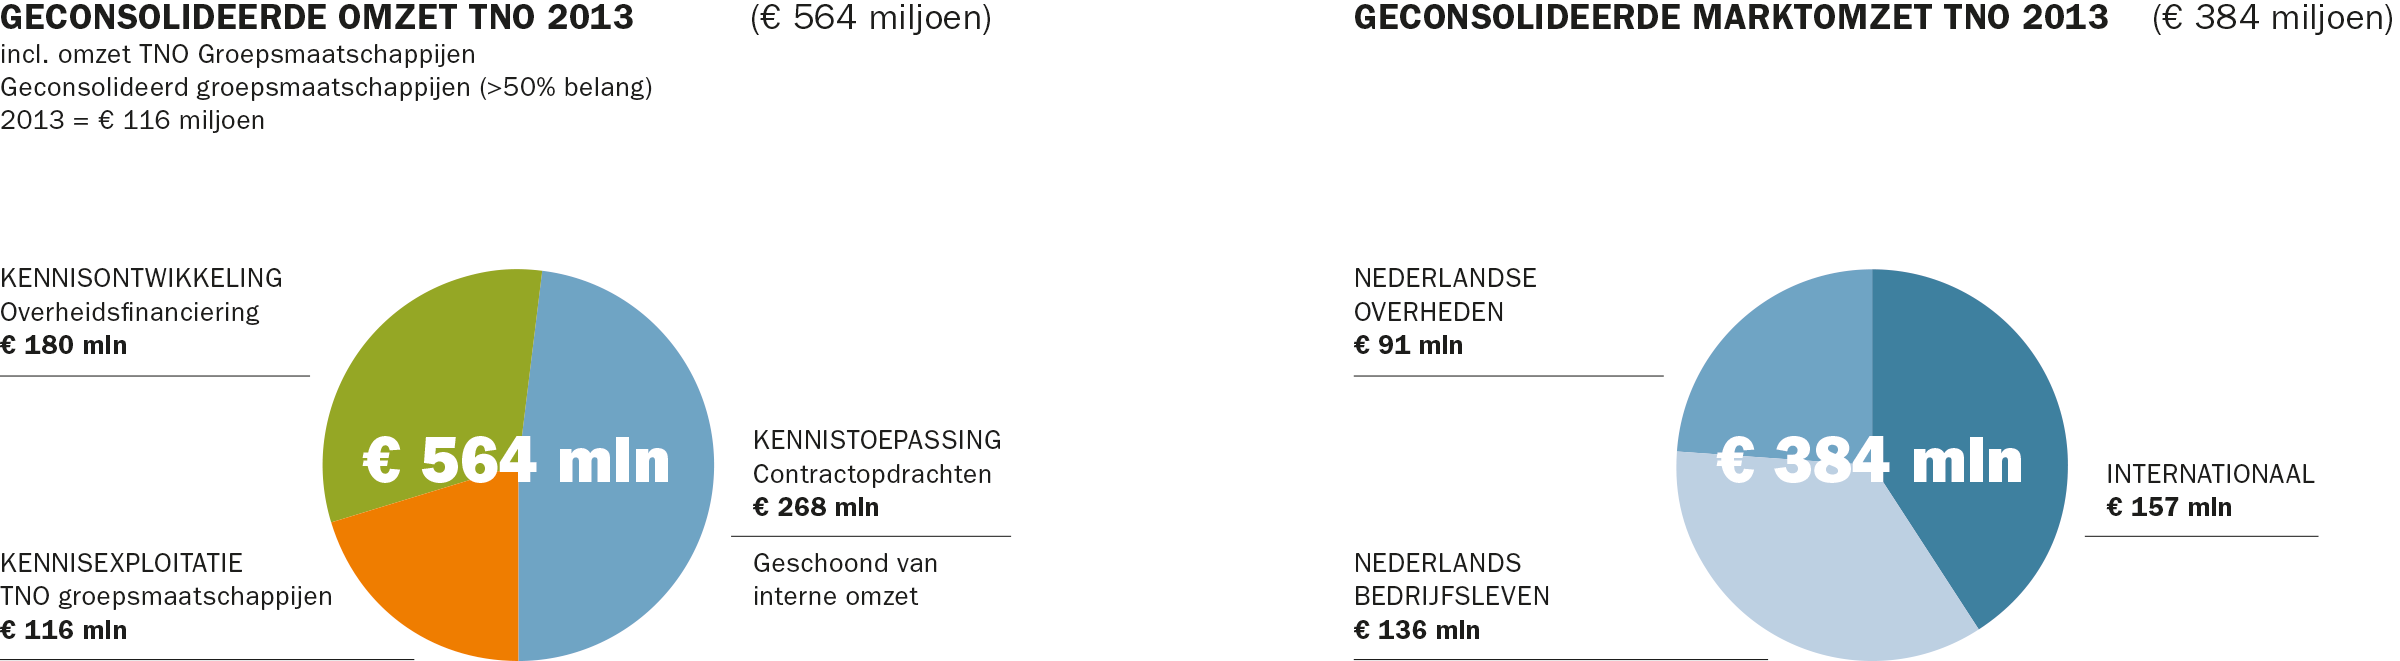 GECONSOLIDEERDE OMZET TNO 2013 (€ 564 miljoen)
incl. omzet TNO Groepsmaatschappijen
Geconsolideerd groepsmaatschappijen (>50% belang)
2013 = € 116 miljoen
KENNISONTWIKKELING
Overheidsfinanciering
€ 180 mln
€ 564 mln
KENNISTOEPASSING
Contractopdrachten
€ 268 mln
Geschoond van
interne omzet
KENNISEXPLOITATIE
TNO groepsmaatschappijen
€ 116 mln
GECONSOLIDEERDE MARKTOMZET TNO 2013 (€ 384 miljoen)
NEDERLANDSE
OVERHEDEN
€ 91 mln
€ 384 mln
INTERNATIONAAL
€ 157 mln
NEDERLANDS
BEDRIJFSLEVEN
€ 136 mln